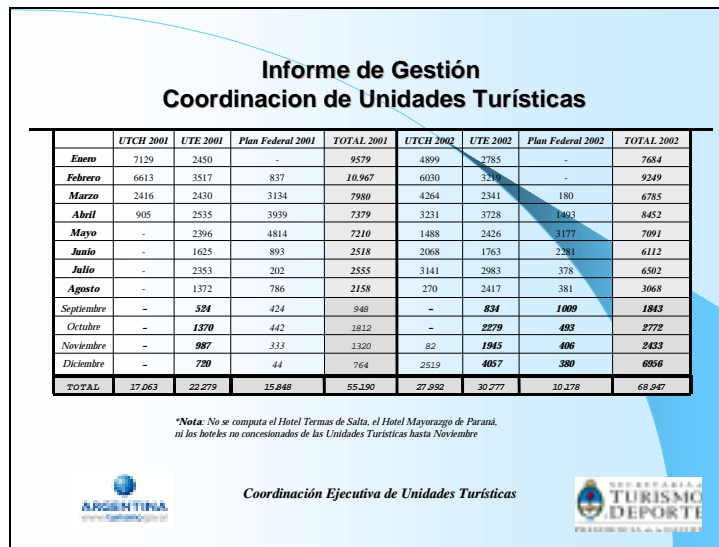 Informe de Gestión
Coordinacion de Unidades Turísticas
UTCH 2001 UTE 2001 Plan Federal 2001 TOTAL 2001 UTCH 2002 UTE 2002 Plan Federal 2002 TOTAL 2002
Enero 7129 2450 - 9579 4899 2785 - 7684
Febrero 6613 3517 837 10.967 6030 3219 - 9249
Marzo 2416 2430 3134 7980 4264 2341 180 6785
Abril 905 2535 3939 7379 3231 3728 1493 8452
Mayo - 2396 4814 7210 1488 2426 3177 7091
Junio - 1625 893 2518 2068 1763 2281 6112
Julio - 2353 202 2555 3141 2983 378 6502
Agosto - 1372 786 2158 270 2417 381 3068
Septiembre - 524 424 948 - 834 1009 1843
Octubre - 1370 442 1812 - 2279 493 2772
Noviembre - 987 333 1320 82 1945 406 2433
Diciembre - 720 44 764 2519 4057 380 6956
TOTAL 17.063 22.279 15.848 55.190 27.992 30.777 10.178 68.947
*Nota: No se computa el Hotel Termas de Salta, el Hotel Mayorazgo de Paraná,
ni los hoteles no concesionados de las Unidades Turisticas hasta Noviembre
Coordinación Ejecutiva de Unidades Turísticas
ARGENTINA
SECRETARIA
TURISMO
DEPORTE